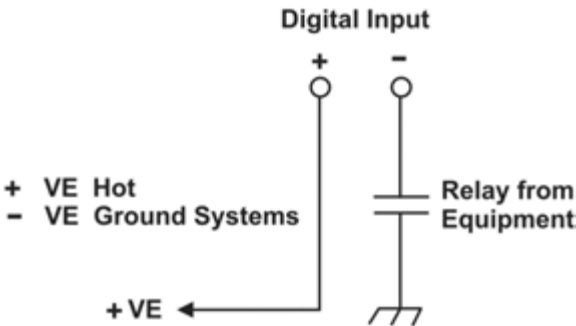 Digital Input
+ -
+ VE Hot
- VE Ground Systems
Relay from
Equipment
+ VE